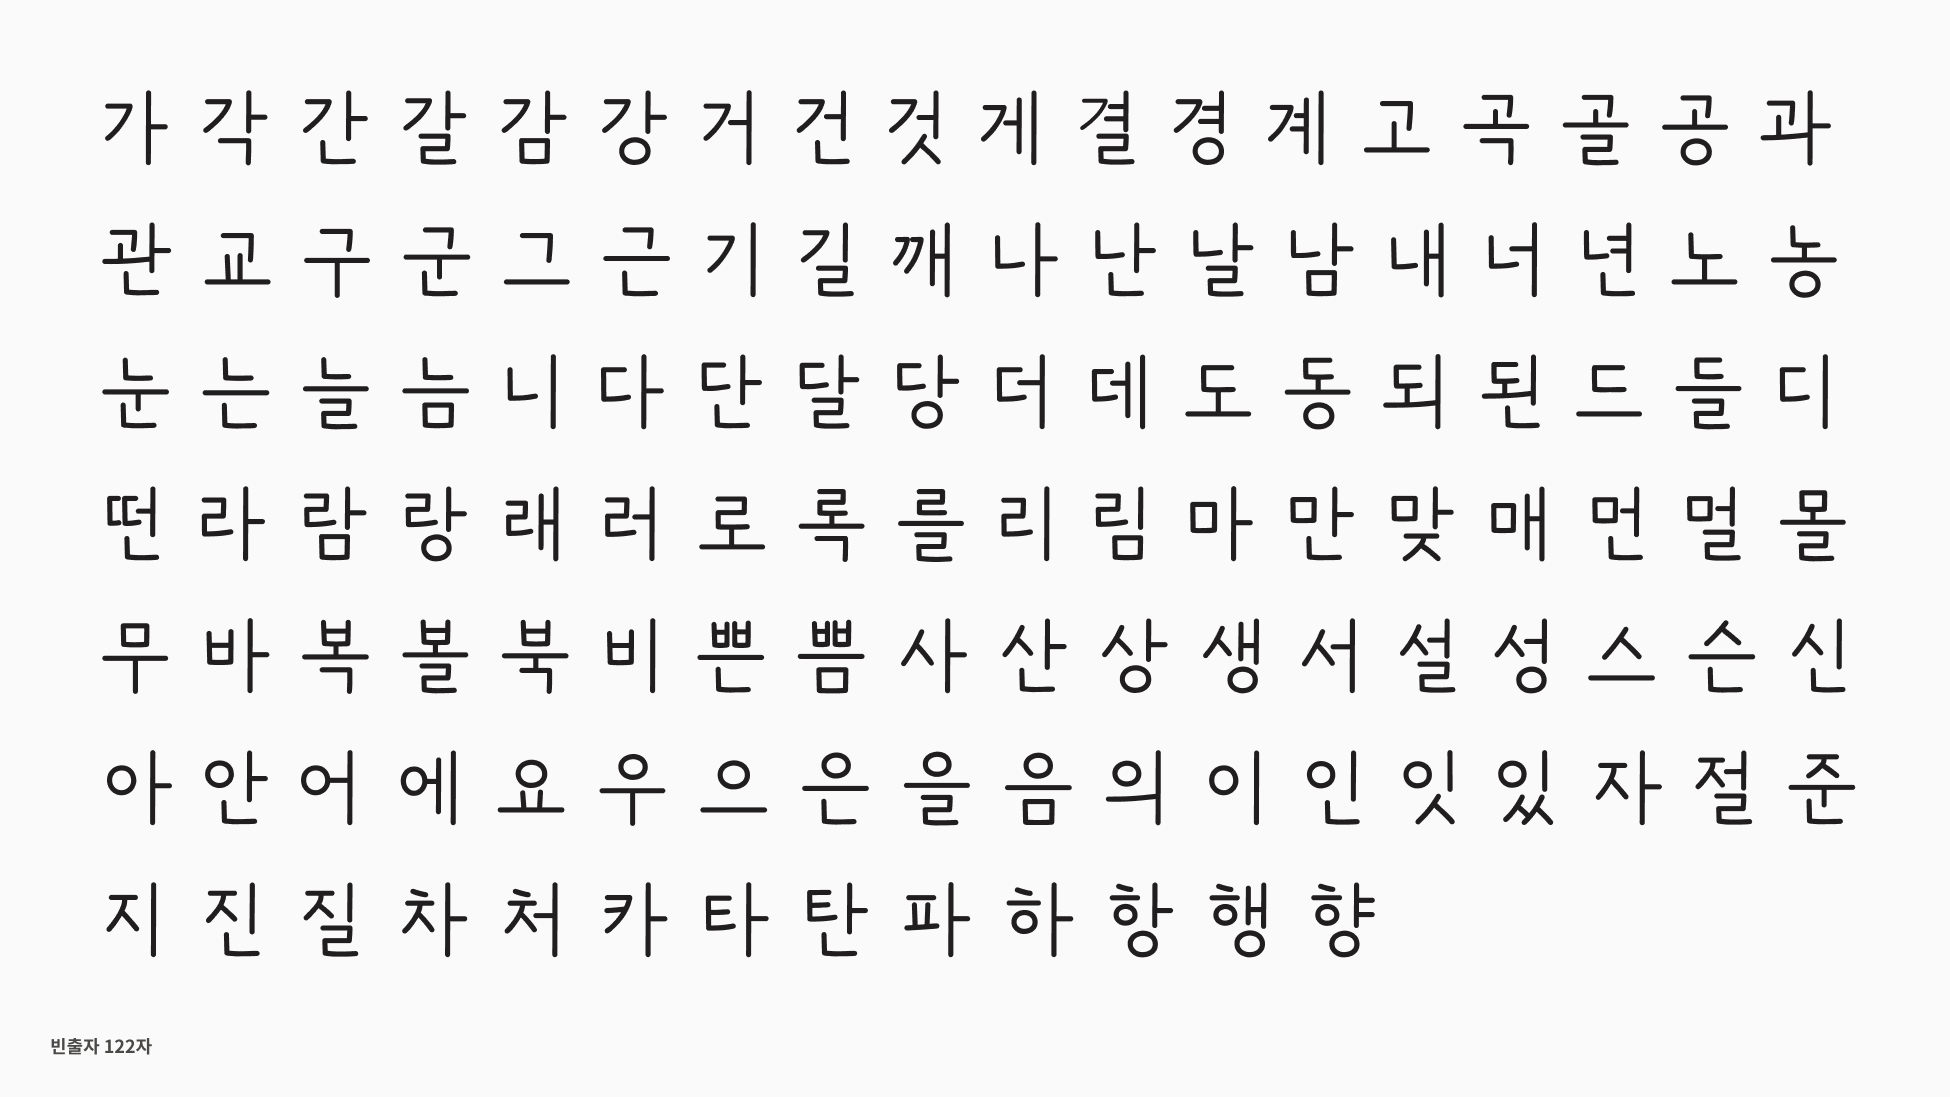 가 각 간 갈 감 강 거 건 것 게 결 경 계 고 곡 골 공 과
관 교 구 군 그 근 기 길 깨 나 난 날 남 내 너 년 노 농
눈 는 늘 늠 니 다 단 달 당 더 데 도 동 되 된 드 들 디
떤 라 람 랑 래 러 로 록 를 리 림 마 만 맞 매 먼 멀 몰
무 바 복 볼 북 비 쁜 쁨 사 산 상 생 서 설 성 스 슨 신
아 안 어 에 요 우 으 은 을 음 의 이 인 잇 있 자 절 준
지 진 질 차 처 카 타 탄 파 하 항 행 향
빈출자 122자